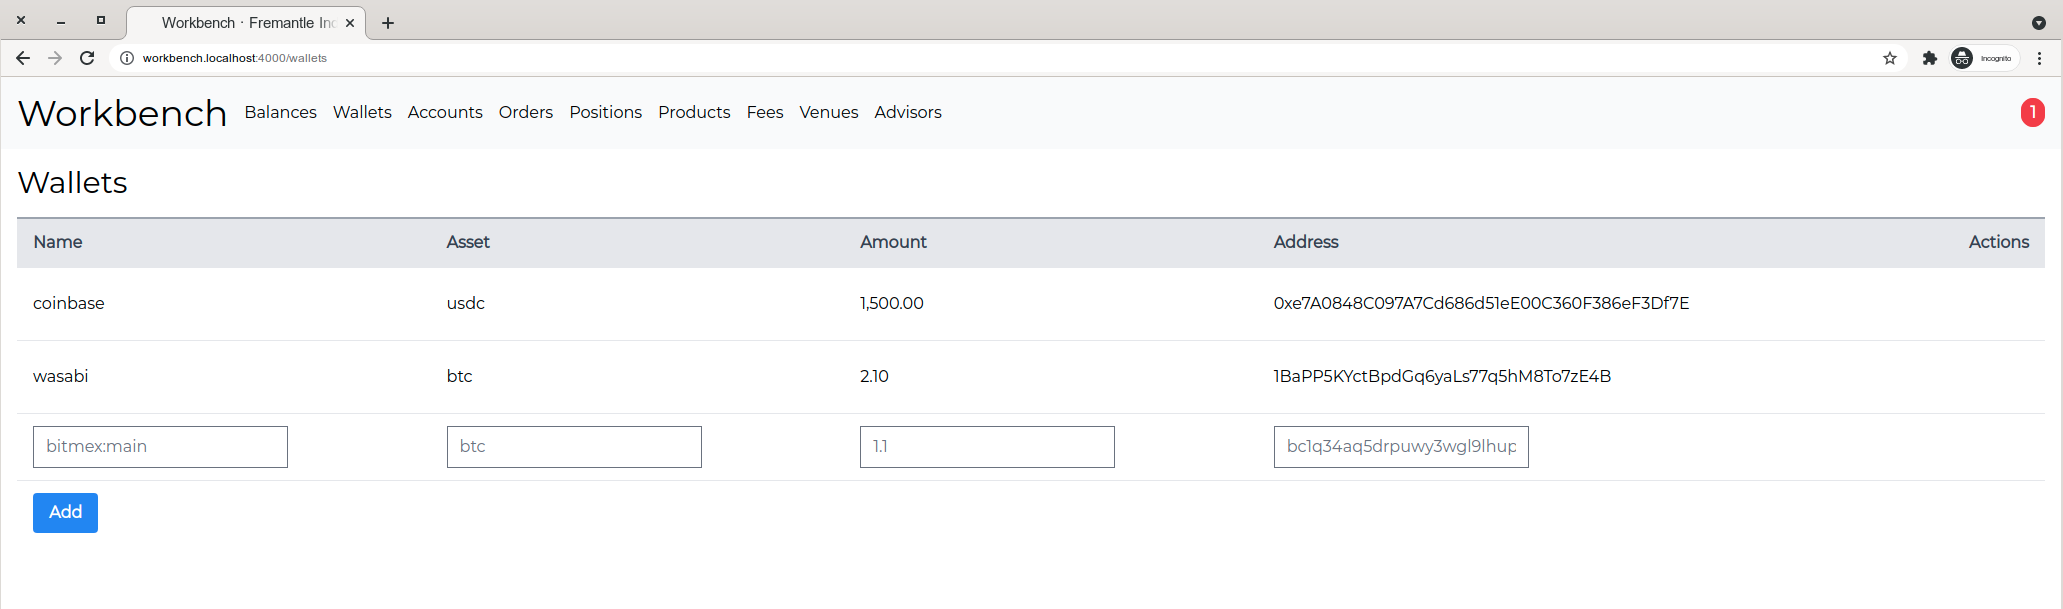 Workbench · Fremantle Inc
workbench.localhost:4000/wallets
Incognito
Workbench Balances Wallets Accounts Orders Positions Products Fees Venues Advisors 1
Wallets
Name Asset Amount Address Actions
coinbase usdc 1,500.00 0xe7A0848C097A7Cd686d51eE00C360F386eF3Df7E
wasabi btc 2.10 1BaPP5KYctBpdGq6yaLs77q5hM8To7zE4B
bitmex:main btc 1.1 bc1q34aq5drpuwy3wgl9lhup
Add